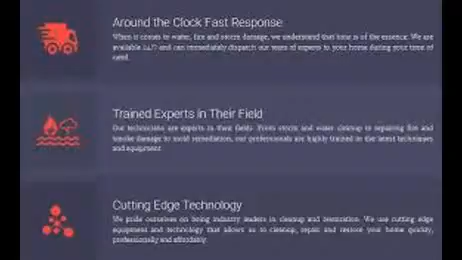 Around the Clock Fast Response
When it comes to water, fire and storm damage, we understand that time is of the essence. We are
available 24/7 and can immediately dispatch our team of experts to your home during your time of
need.
Trained Experts in Their Field
Our technicians are experts in their fields. From storm and water cleanup to repairing fire and
smoke damage to mold remediation, our professionals are highly trained in the latest techniques
and equipment.
Cutting Edge Technology
We pride ourselves on being industry leaders in cleanup and restoration. We use cutting edge
equipment and technology that allows us to cleanup, repair and restore your home quickly,
professionally and affordably.